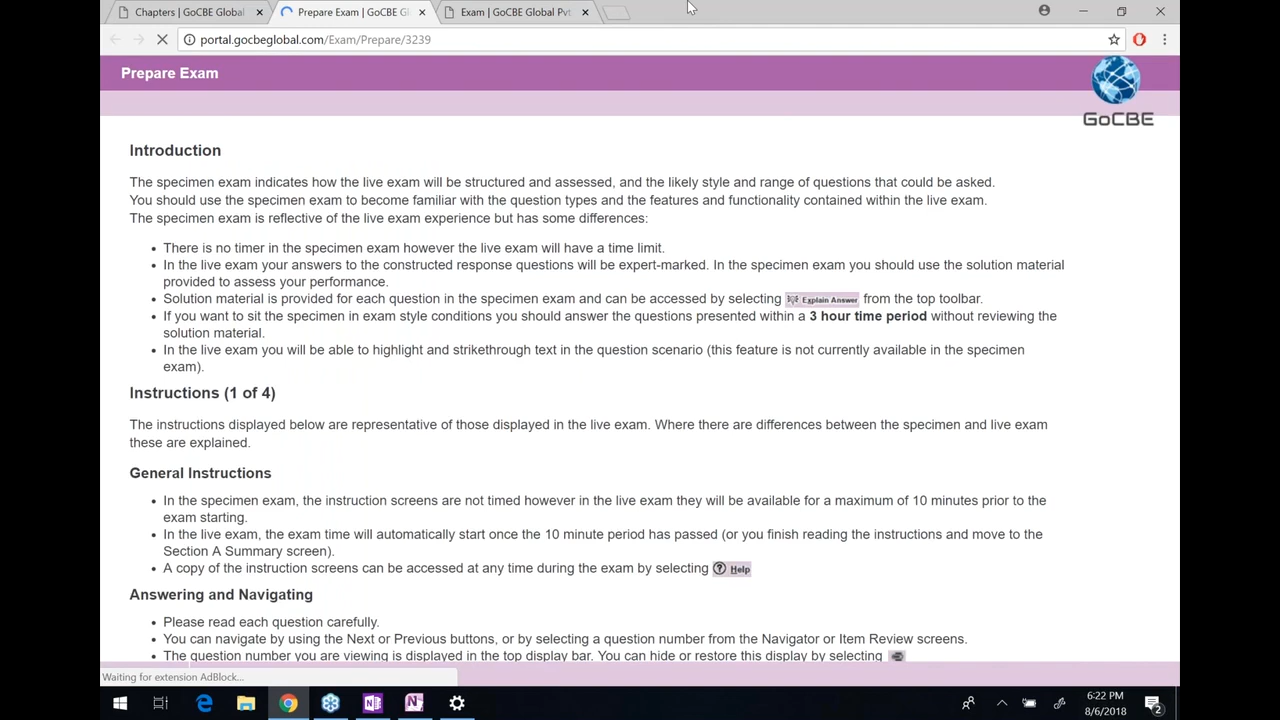 Chapters | GoCBE Global
Prepare Exam | GoCBE Gl
Exam | GoCBE Global Pvt
portal.gocbeglobal.com/Exam/Prepare/3239
Prepare Exam
GoCBE
Introduction
The specimen exam indicates how the live exam will be structured and assessed, and the likely style and range of questions that could be asked.
You should use the specimen exam to become familiar with the question types and the features and functionality contained within the live exam.
The specimen exam is reflective of the live exam experience but has some differences:
• There is no timer in the specimen exam however the live exam will have a time limit.
• In the live exam your answers to the constructed response questions will be expert-marked. In the specimen exam you should use the solution material
provided to assess your performance.
• Solution material is provided for each question in the specimen exam and can be accessed by selecting Explain Answer from the top toolbar.
• If you want to sit the specimen in exam style conditions you should answer the questions presented within a 3 hour time period without reviewing the
solution material.
• In the live exam you will be able to highlight and strikethrough text in the question scenario (this feature is not currently available in the specimen
exam).
Instructions (1 of 4)
The instructions displayed below are representative of those displayed in the live exam. Where there are differences between the specimen and live exam
these are explained.
General Instructions
• In the specimen exam, the instruction screens are not timed however in the live exam they will be available for a maximum of 10 minutes prior to the
exam starting.
• In the live exam, the exam time will automatically start once the 10 minute period has passed (or you finish reading the instructions and move to the
Section A Summary screen).
• A copy of the instruction screens can be accessed at any time during the exam by selecting Help
Answering and Navigating
• Please read each question carefully.
• You can navigate by using the Next or Previous buttons, or by selecting a question number from the Navigator or Item Review screens.
• The question number you are viewing is displayed in the top display bar. You can hide or restore this display by selecting
Waiting for extension AdBlock...
6:22 PM
8/6/2018
2